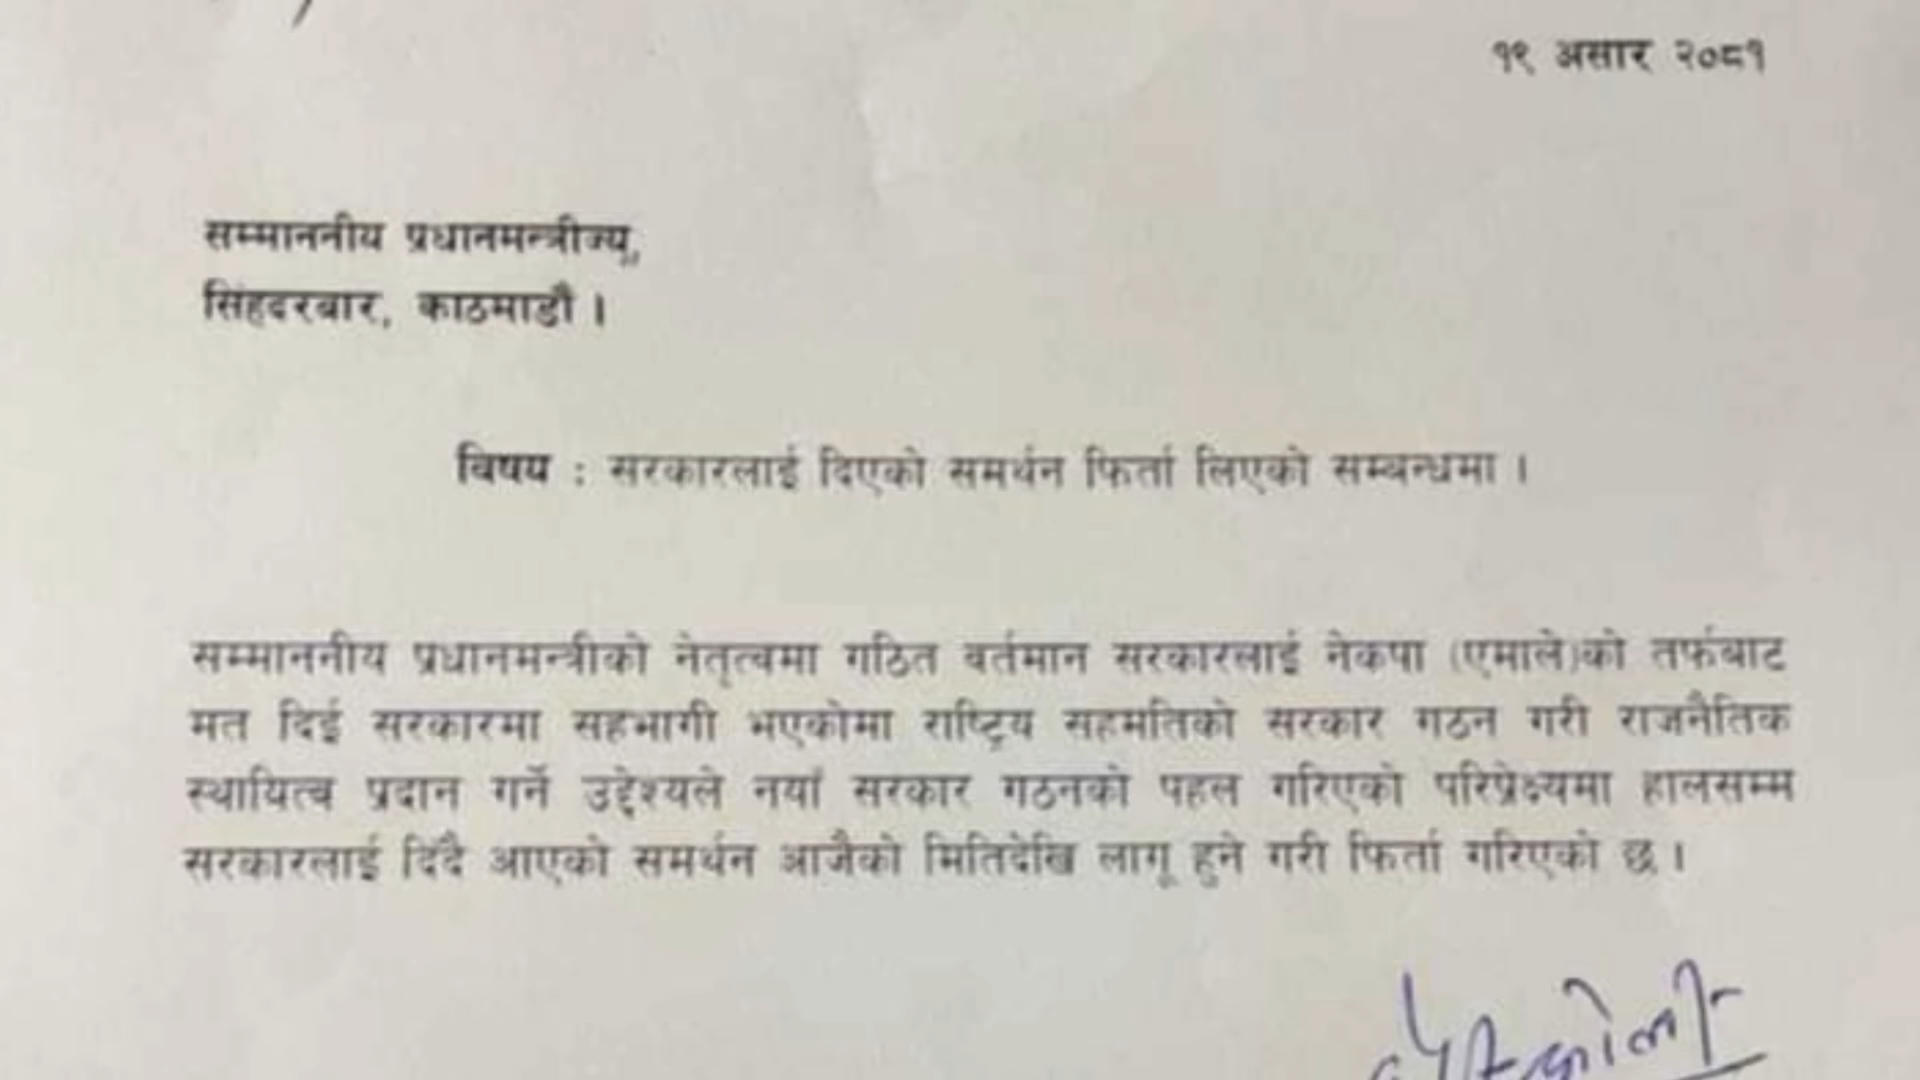 १९ असार २०८१
सम्माननीय प्रधानमन्त्रीज्यू,
सिंहदरबार, काठमाडौं ।
विषय : सरकारलाई दिएको समर्थन फिर्ता लिएको सम्बन्धमा ।
सम्माननीय प्रधानमन्त्रीको नेतृत्वमा गठित वर्तमान सरकारलाई नेकपा (एमाले)को तर्फबाट
मत दिई सरकारमा सहभागी भएकोमा राष्ट्रिय सहमतिको सरकार गठन गरी राजनैतिक
स्थायित्व प्रदान गर्ने उद्देश्यले नयाँ सरकार गठनको पहल गरिएको परिप्रेक्ष्यमा हालसम्म
सरकारलाई दिंदै आएको समर्थन आजैको मितिदेखि लागू हुने गरी फिर्ता गरिएको छ ।